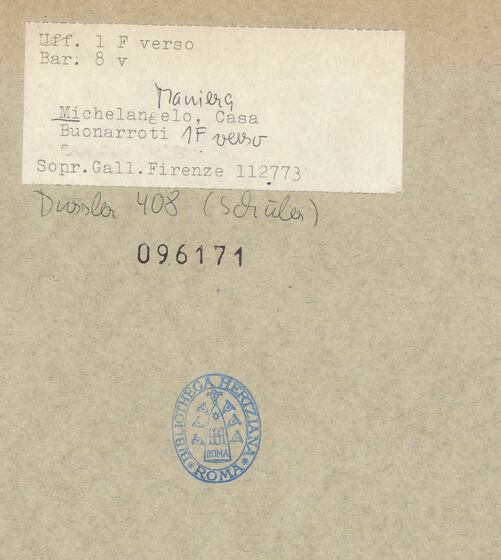 Uff. 1 F verso
Bar. 8 v
Maniera
Michelangelo, Casa
Buonarroti 1F verso
Sopr.Gall.Firenze 112773
Dussler 408 (Schüler)
096171
*BIBLIOTHECA HERTZIANA*
ROMA
ROMA